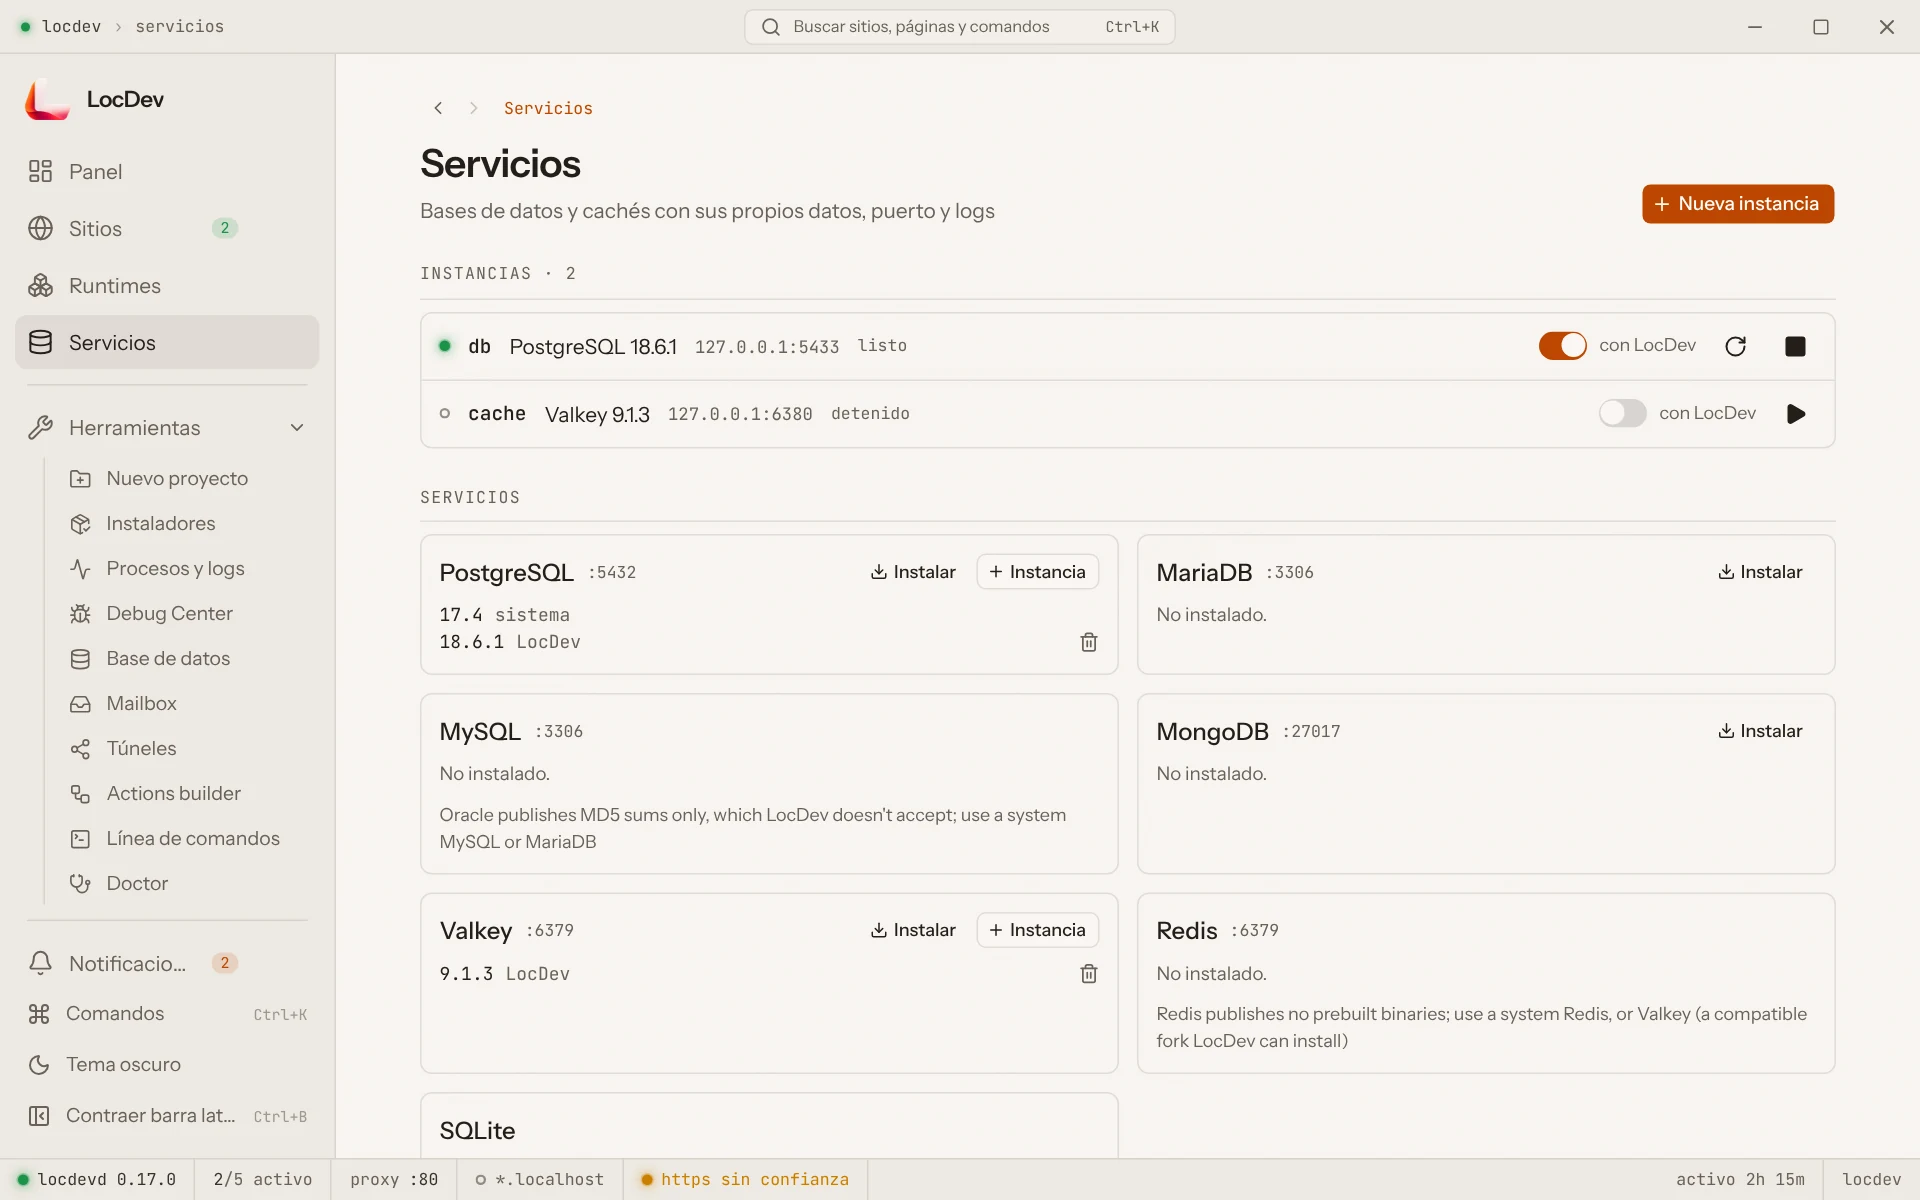 locdev › servicios
Buscar sitios, páginas y comandos Ctrl+K
LocDev
Panel
Sitios 2
Runtimes
Servicios
Herramientas
Nuevo proyecto
Instaladores
Procesos y logs
Debug Center
Base de datos
Mailbox
Túneles
Actions builder
Línea de comandos
Doctor
Notificacio... 2
Comandos Ctrl+K
Tema oscuro
Contraer barra lat... Ctrl+B
Servicios
Servicios
Bases de datos y cachés con sus propios datos, puerto y logs
+ Nueva instancia
INSTANCIAS · 2
db PostgreSQL 18.6.1 127.0.0.1:5433 listo con LocDev
cache Valkey 9.1.3 127.0.0.1:6380 detenido con LocDev
SERVICIOS
PostgreSQL :5432 Instalar + Instancia
17.4 sistema
18.6.1 LocDev
MariaDB :3306 Instalar
No instalado.
MySQL :3306
No instalado.
Oracle publishes MD5 sums only, which LocDev doesn't accept; use a system
MySQL or MariaDB
MongoDB :27017 Instalar
No instalado.
Valkey :6379 Instalar + Instancia
9.1.3 LocDev
Redis :6379
No instalado.
Redis publishes no prebuilt binaries; use a system Redis, or Valkey (a compatible
fork LocDev can install)
SQLite
locdevd 0.17.0 2/5 activo proxy :80 *.localhost https sin confianza activo 2h 15m locdev